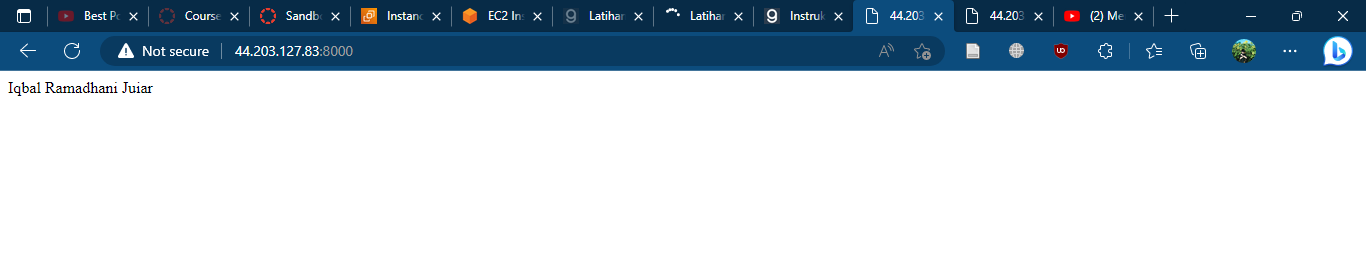 Best Po
Course
Sandb
Instanc
EC2 Ins
Latihar
Latihar
Instruk
44.203
44.203
(2) Me
Not secure
44.203.127.83:8000
Iqbal Ramadhani Juiar